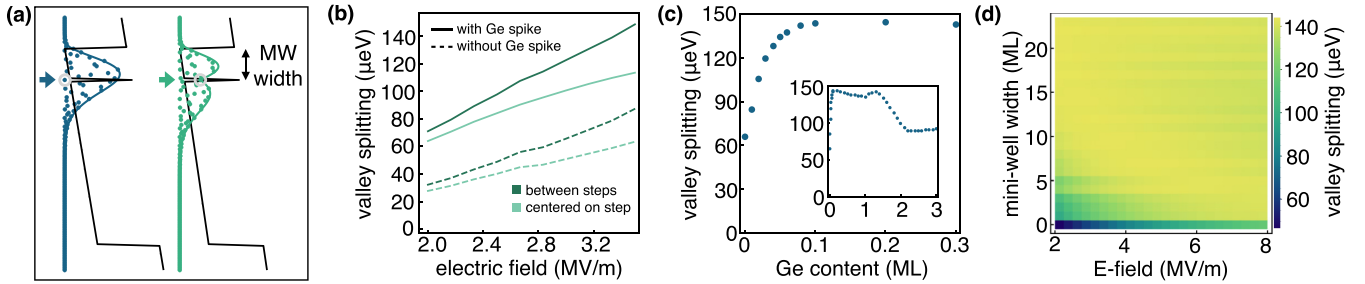 (a)
MW
width
(b)
valley splitting (μeV)
140
120
100
80
60
40
20
0
with Ge spike
without Ge spike
between steps
centered on step
2.0 2.4 2.8 3.2
electric field (MV/m)
(c)
valley splitting (μeV)
150
120
90
60
30
0
150
100
50
0
0 1 2 3
0 0.1 0.2 0.3
Ge content (ML)
(d)
mini-well width (ML)
20
15
10
5
0
2 4 6 8
E-field (MV/m)
140
120
100
80
60
valley splitting (μeV)